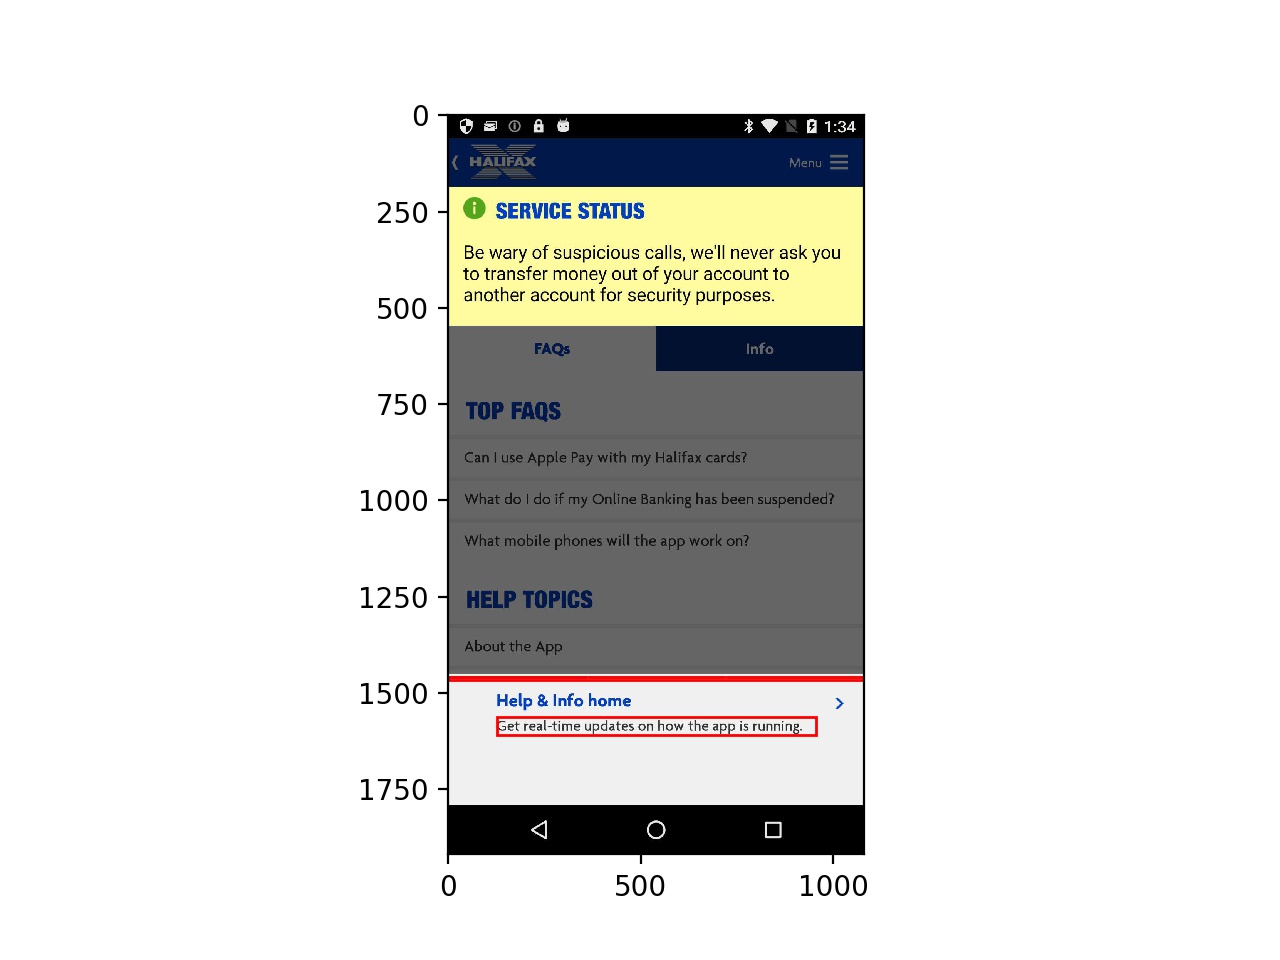 0
250
500
750
1000
1250
1500
1750
0
500
1000
1:34
HALIFAX
Menu
SERVICE STATUS
Be wary of suspicious calls, we'll never ask you
to transfer money out of your account to
another account for security purposes.
FAQs
Info
TOP FAQS
Can I use Apple Pay with my Halifax cards?
What do I do if my Online Banking has been suspended?
What mobile phones will the app work on?
HELP TOPICS
About the App
Help & Info home
Get real-time updates on how the app is running.